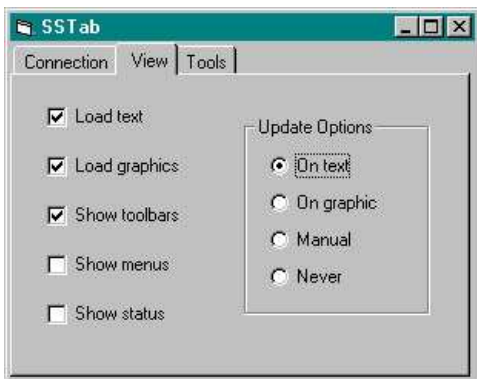 SSTab
Connection View Tools
Load text
Load graphics
Show toolbars
Show menus
Show status
Update Options
On text
On graphic
Manual
Never